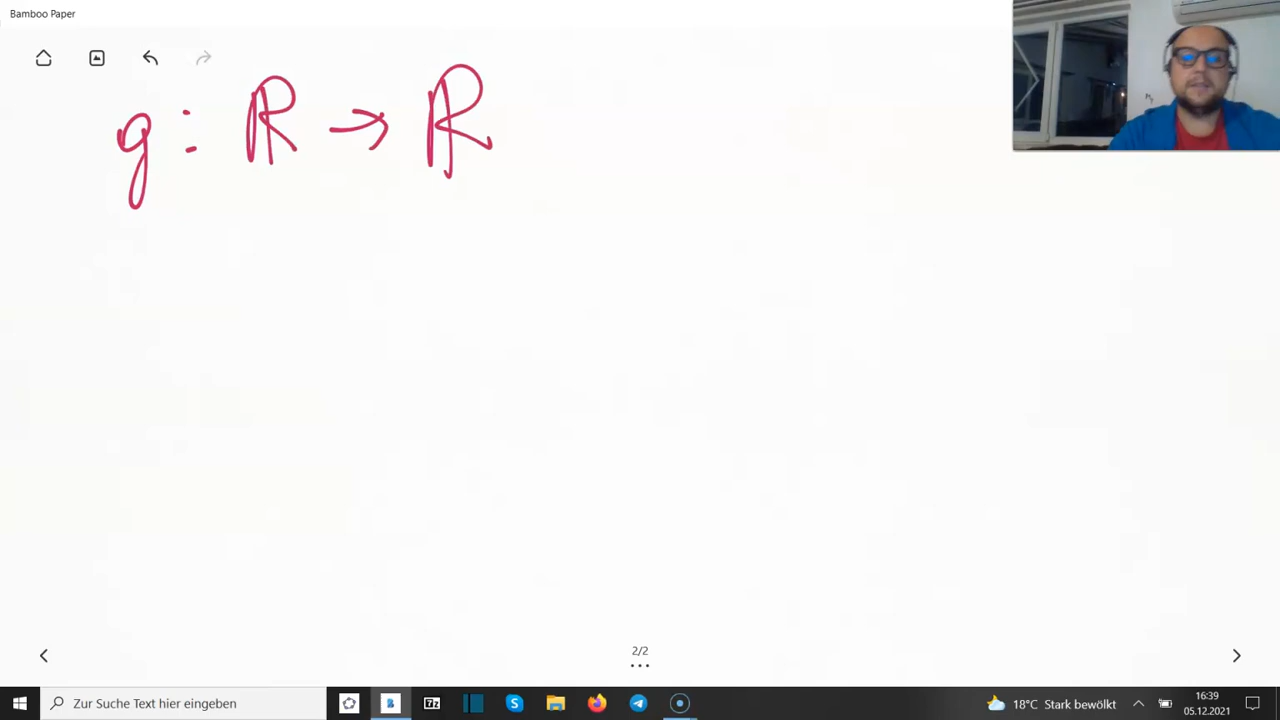 Bamboo Paper
g : ℝ → ℝ
2/2
Zur Suche Text hier eingeben
18°C Stark bewölkt
16:39
05.12.2021